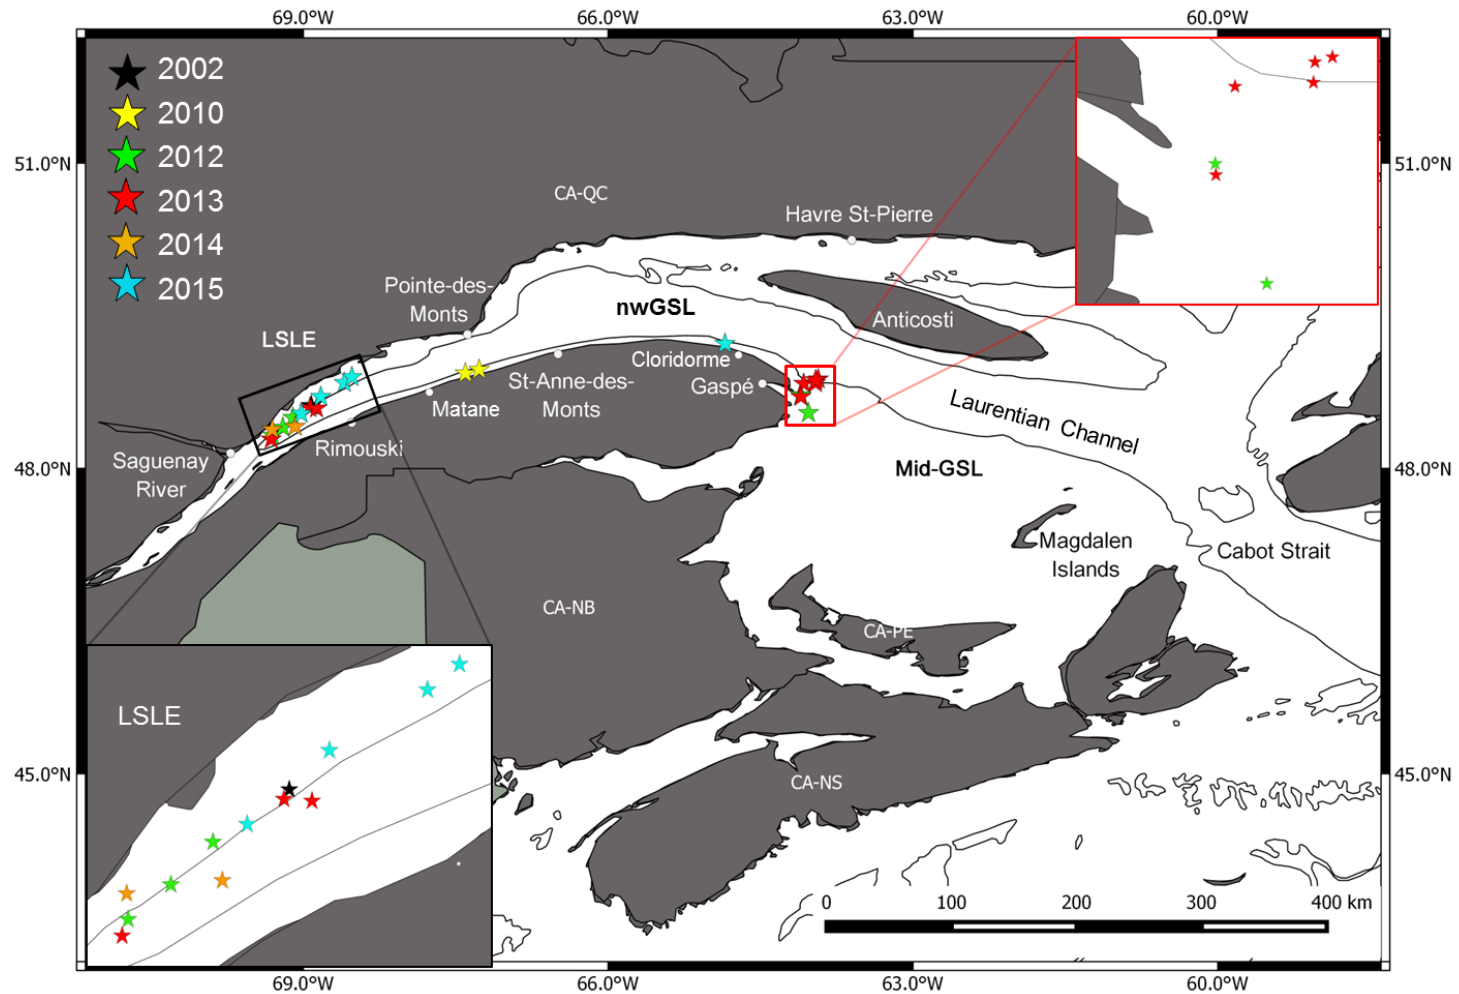 69.0°W 66.0°W 63.0°W 60.0°W
2002
2010
2012
2013
2014
2015
51.0°N
51.0°N
CA-QC
Havre St-Pierre
Pointe-des-
Monts
nwGSL
Anticosti
LSLE
Cloridorme
Gaspé
St-Anne-des-
Monts
Matane
Laurentian Channel
Rimouski
Saguenay
River
48.0°N
Mid-GSL
48.0°N
Magdalen
Islands
Cabot Strait
CA-NB
CA-PE
LSLE
45.0°N
CA-NS
45.0°N
0 100 200 300 400 km
69.0°W 66.0°W 63.0°W 60.0°W